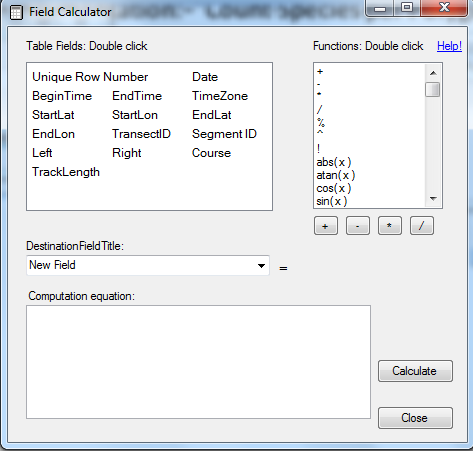 Field Calculator
Table Fields: Double click
Functions: Double click Help!
Unique Row Number Date
BeginTime EndTime TimeZone
StartLat StartLon EndLat
EndLon TransectID Segment ID
Left Right Course
TrackLength
+
-
*
/
%
^
!
abs(x )
atan(x )
cos(x )
sin(x )
+ - * /
DestinationFieldTitle:
New Field =
Computation equation:
Calculate
Close